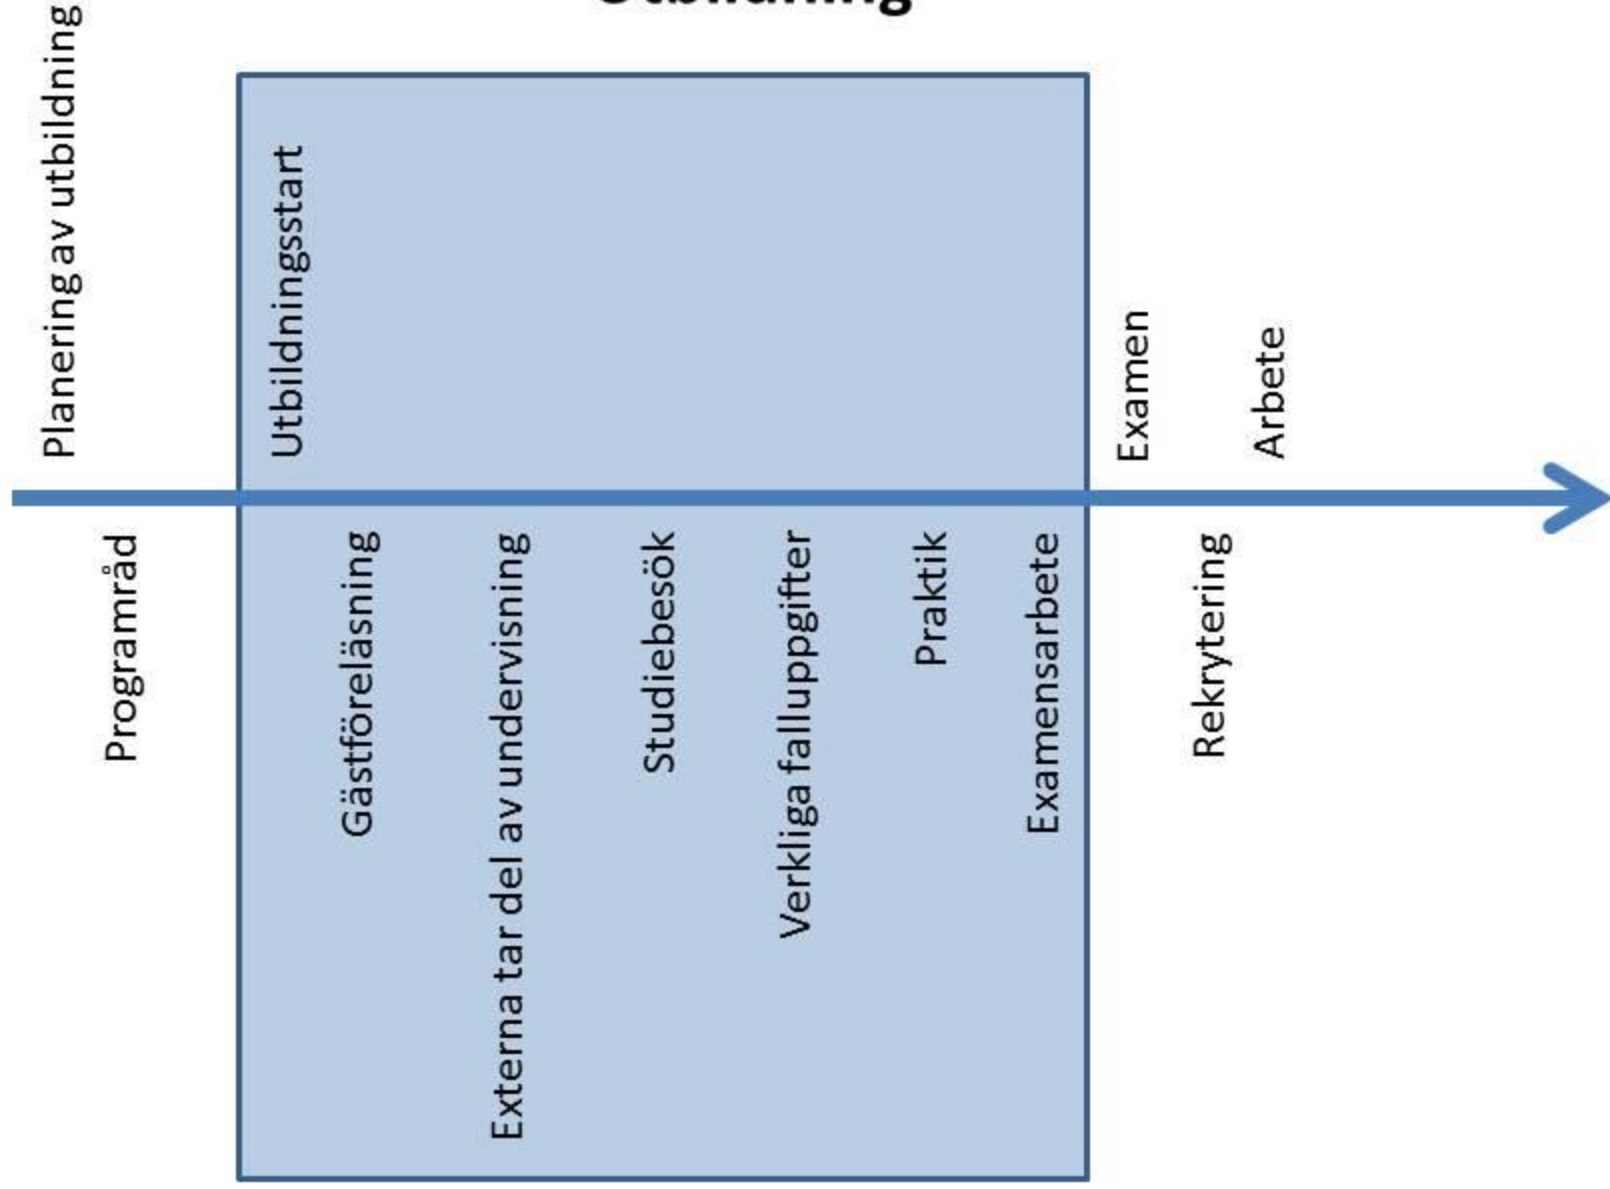 Utbildning
Planering av utbildning
Programråd
Utbildningsstart
Gästföreläsning
Externa tar del av undervisning
Studiebesök
Verkliga falluppgifter
Praktik
Examensarbete
Examen
Rekrytering
Arbete